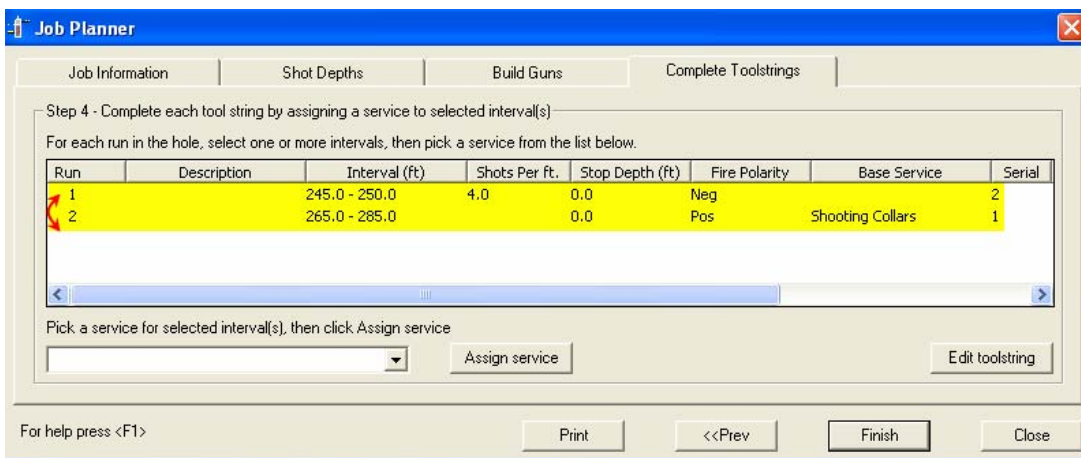 Job Planner
Job Information Shot Depths Build Guns Complete Toolstrings
Step 4 - Complete each tool string by assigning a service to selected interval(s)
For each run in the hole, select one or more intervals, then pick a service from the list below.
Run Description Interval (ft) Shots Per ft. Stop Depth (ft) Fire Polarity Base Service Serial
1 245.0 - 250.0 4.0 0.0 Neg 2
2 265.0 - 285.0 0.0 Pos Shooting Collars 1
Pick a service for selected interval(s), then click Assign service
Assign service Edit toolstring
For help press <F1> Print <<Prev Finish Close